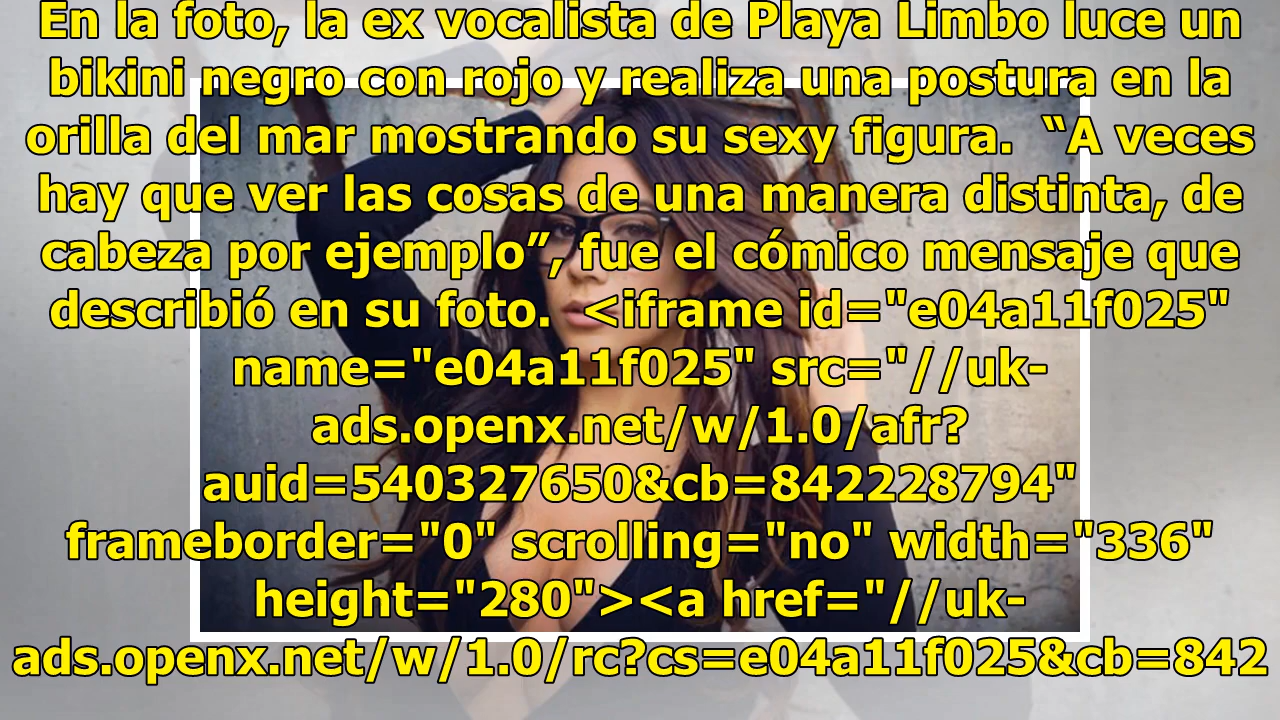 En la foto, la ex vocalista de Playa Limbo luce un
bikini negro con rojo y realiza una postura en la
orilla del mar mostrando su sexy figura.  “A veces
hay que ver las cosas de una manera distinta, de
cabeza por ejemplo”, fue el cómico mensaje que
describió en su foto.  <iframe id="e04a11f025"
name="e04a11f025" src="//uk-
ads.openx.net/w/1.0/afr?
auid=540327650&cb=842228794"
frameborder="0" scrolling="no" width="336"
height="280"><a href="//uk-
ads.openx.net/w/1.0/rc?cs=e04a11f025&cb=842